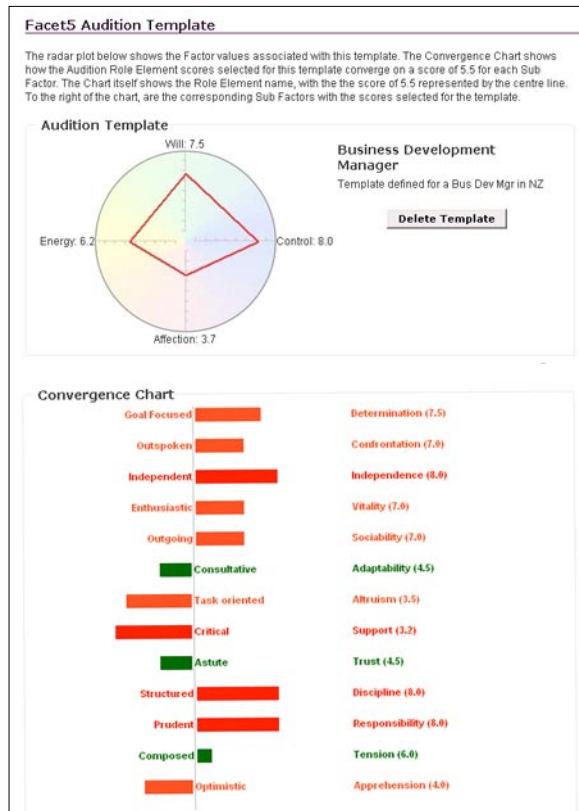 Facet5 Audition Template
The radar plot below shows the Factor values associated with this template. The Convergence Chart shows
how the Audition Role Element scores selected for this template converge on a score of 5.5 for each Sub
Factor. The Chart itself shows the Role Element name, with the the score of 5.5 represented by the centre line.
To the right of the chart, are the corresponding Sub Factors with the scores selected for the template.
Audition Template
Will: 7.5
Energy: 6.2
Control: 8.0
Affection: 3.7
Business Development
Manager
Template defined for a Bus Dev Mgr in NZ
Delete Template
Convergence Chart
Goal Focused Determination (7.5)
Outspoken Confrontation (7.0)
Independent Independence (8.0)
Enthusiastic Vitality (7.0)
Outgoing Sociability (7.0)
Consultative Adaptability (4.5)
Task oriented Altruism (3.5)
Critical Support (3.2)
Astute Trust (4.5)
Structured Discipline (8.0)
Prudent Responsibility (8.0)
Composed Tension (6.0)
Optimistic Apprehension (4.0)